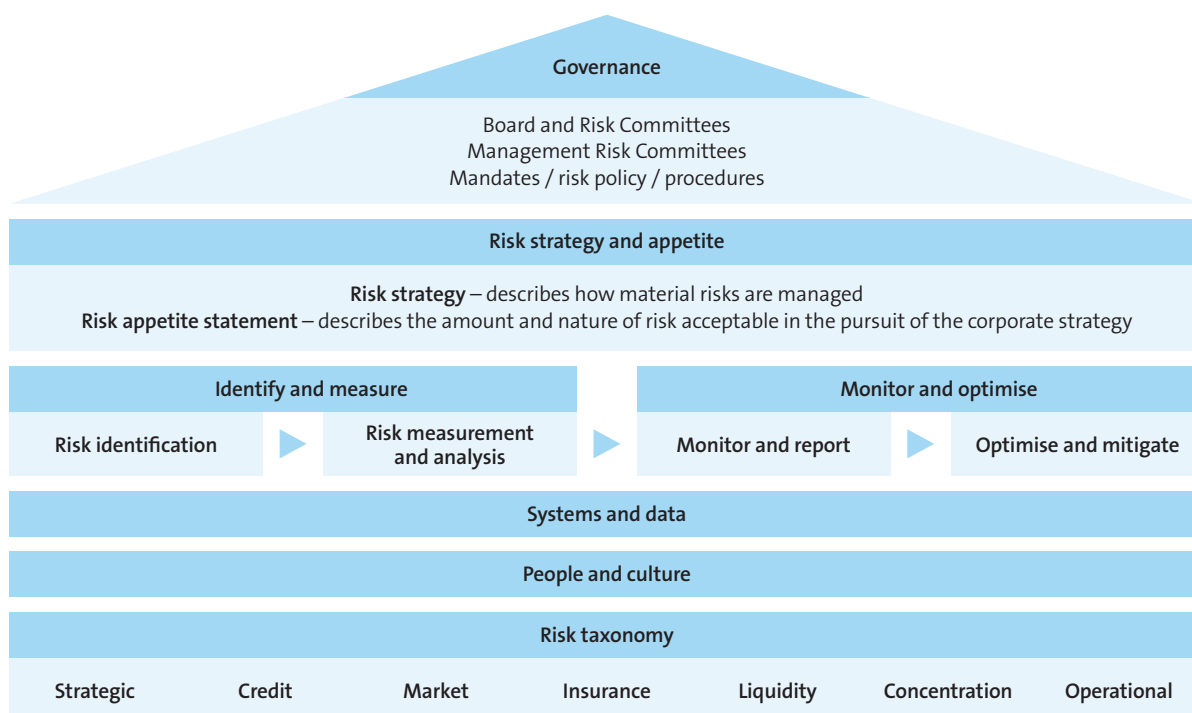 Governance
Board and Risk Committees
Management Risk Committees
Mandates / risk policy / procedures
Risk strategy and appetite
Risk strategy – describes how material risks are managed
Risk appetite statement – describes the amount and nature of risk acceptable in the pursuit of the corporate strategy
Identify and measure
Monitor and optimise
Risk identification
Risk measurement
and analysis
Monitor and report
Optimise and mitigate
Systems and data
People and culture
Risk taxonomy
Strategic
Credit
Market
Insurance
Liquidity
Concentration
Operational